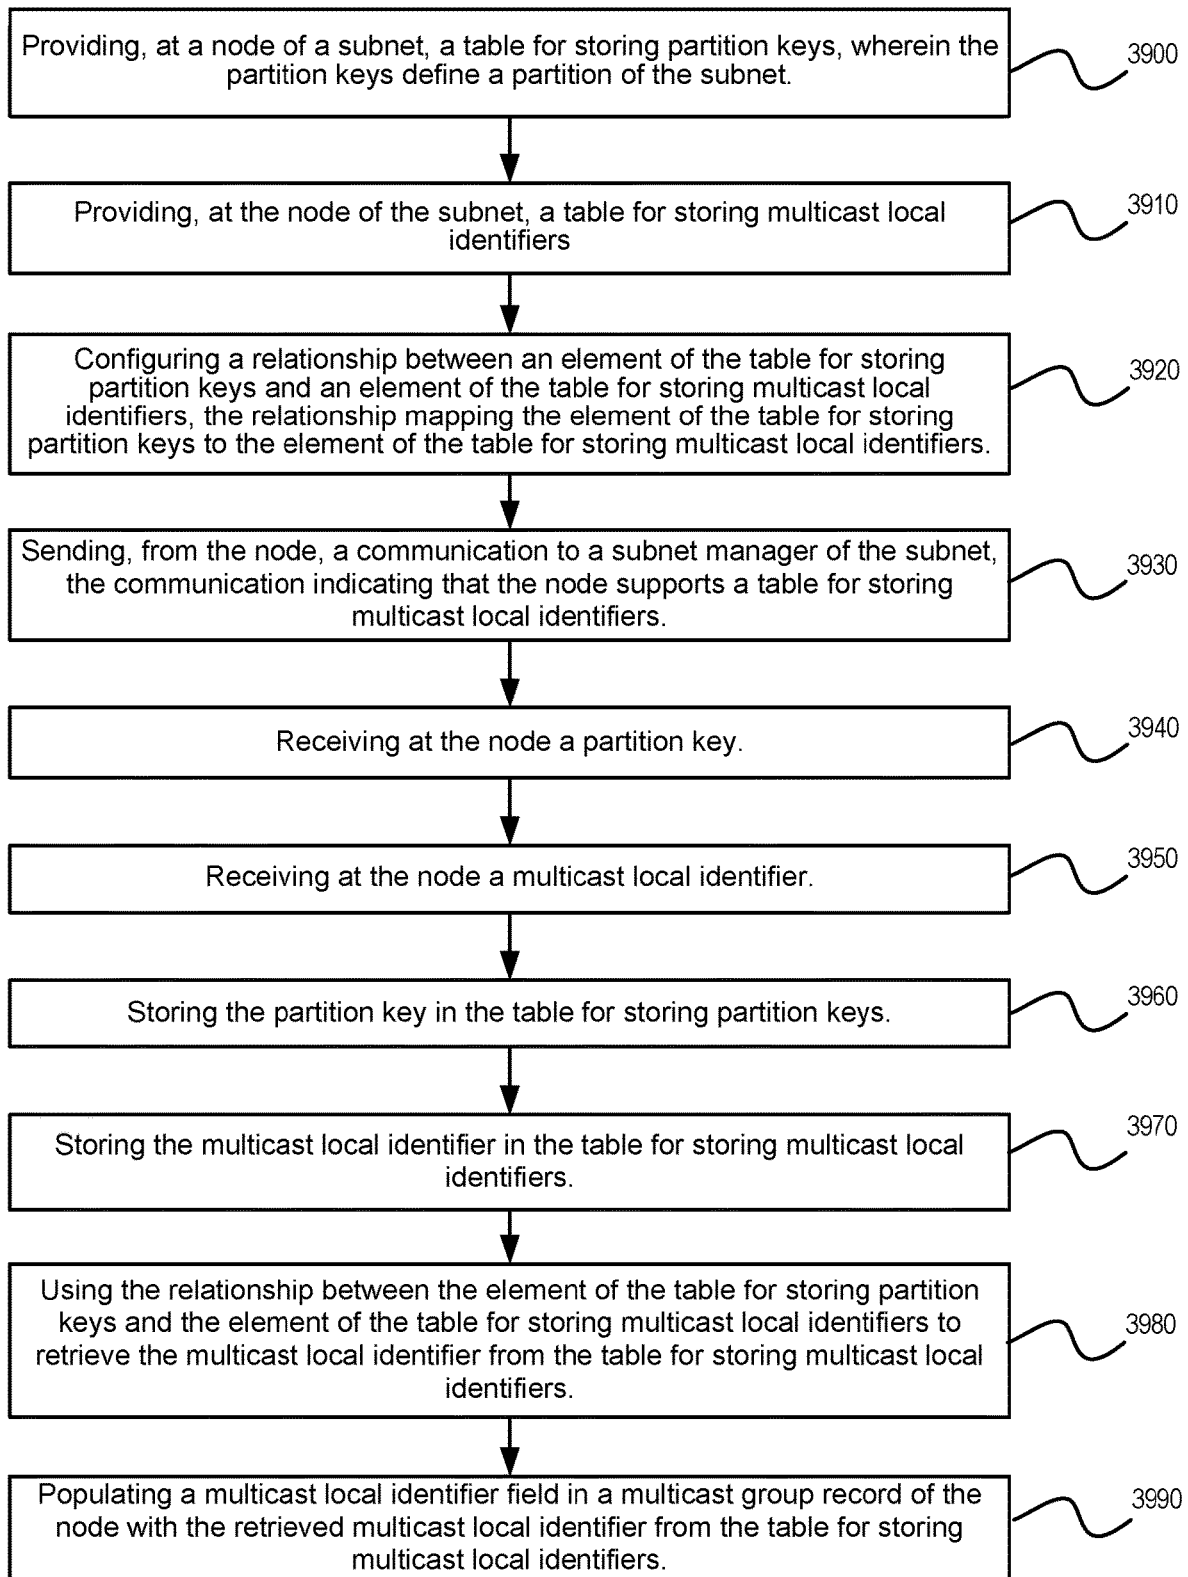 Providing, at a node of a subnet, a table for storing partition keys, wherein the
partition keys define a partition of the subnet.
3900
Providing, at the node of the subnet, a table for storing multicast local
identifiers
3910
Configuring a relationship between an element of the table for storing
partition keys and an element of the table for storing multicast local
identifiers, the relationship mapping the element of the table for storing
partition keys to the element of the table for storing multicast local identifiers.
3920
Sending, from the node, a communication to a subnet manager of the subnet,
the communication indicating that the node supports a table for storing
multicast local identifiers.
3930
Receiving at the node a partition key.
3940
Receiving at the node a multicast local identifier.
3950
Storing the partition key in the table for storing partition keys.
3960
Storing the multicast local identifier in the table for storing multicast local
identifiers.
3970
Using the relationship between the element of the table for storing partition
keys and the element of the table for storing multicast local identifiers to
retrieve the multicast local identifier from the table for storing multicast local
identifiers.
3980
Populating a multicast local identifier field in a multicast group record of the
node with the retrieved multicast local identifier from the table for storing
multicast local identifiers.
3990